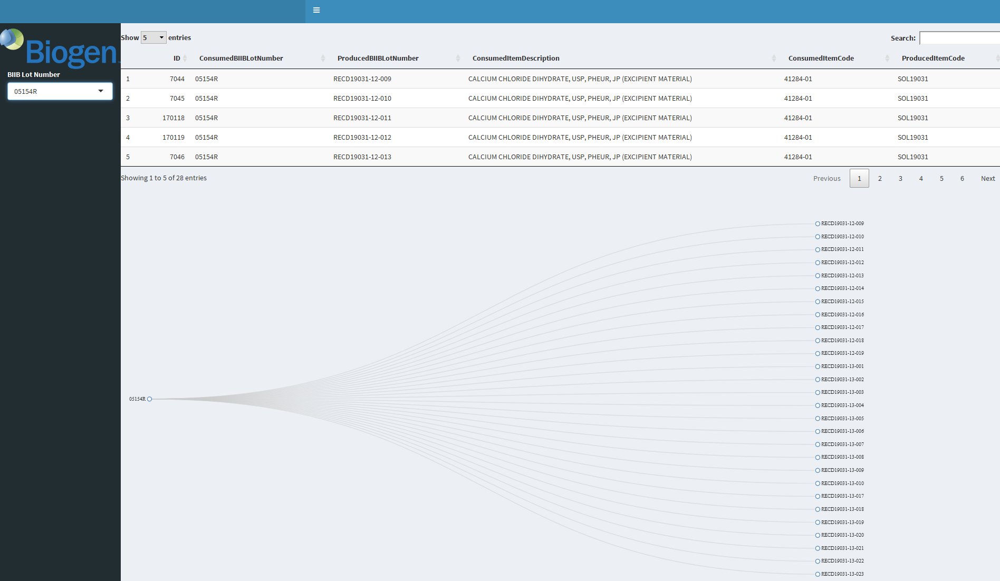 Biogen
BIIB Lot Number
05154R
Show 5 entries
Search:
ID ConsumedBIIBLotNumber ProducedBIIBLotNumber ConsumedItemDescription ConsumedItemCode ProducedItemCode
1 7044 05154R RECD19031-12-009 CALCIUM CHLORIDE DIHYDRATE, USP, PHEUR, JP (EXCIPIENT MATERIAL) 41284-01 SOL19031
2 7045 05154R RECD19031-12-010 CALCIUM CHLORIDE DIHYDRATE, USP, PHEUR, JP (EXCIPIENT MATERIAL) 41284-01 SOL19031
3 170118 05154R RECD19031-12-011 CALCIUM CHLORIDE DIHYDRATE, USP, PHEUR, JP (EXCIPIENT MATERIAL) 41284-01 SOL19031
4 170119 05154R RECD19031-12-012 CALCIUM CHLORIDE DIHYDRATE, USP, PHEUR, JP (EXCIPIENT MATERIAL) 41284-01 SOL19031
5 7046 05154R RECD19031-12-013 CALCIUM CHLORIDE DIHYDRATE, USP, PHEUR, JP (EXCIPIENT MATERIAL) 41284-01 SOL19031
Showing 1 to 5 of 28 entries
Previous 1 2 3 4 5 6 Next
05154R
RECD19031-12-009
RECD19031-12-010
RECD19031-12-011
RECD19031-12-012
RECD19031-12-013
RECD19031-12-014
RECD19031-12-015
RECD19031-12-016
RECD19031-12-017
RECD19031-12-018
RECD19031-12-019
RECD19031-13-001
RECD19031-13-002
RECD19031-13-003
RECD19031-13-004
RECD19031-13-005
RECD19031-13-006
RECD19031-13-007
RECD19031-13-008
RECD19031-13-009
RECD19031-13-010
RECD19031-13-017
RECD19031-13-018
RECD19031-13-019
RECD19031-13-020
RECD19031-13-021
RECD19031-13-022
RECD19031-13-023